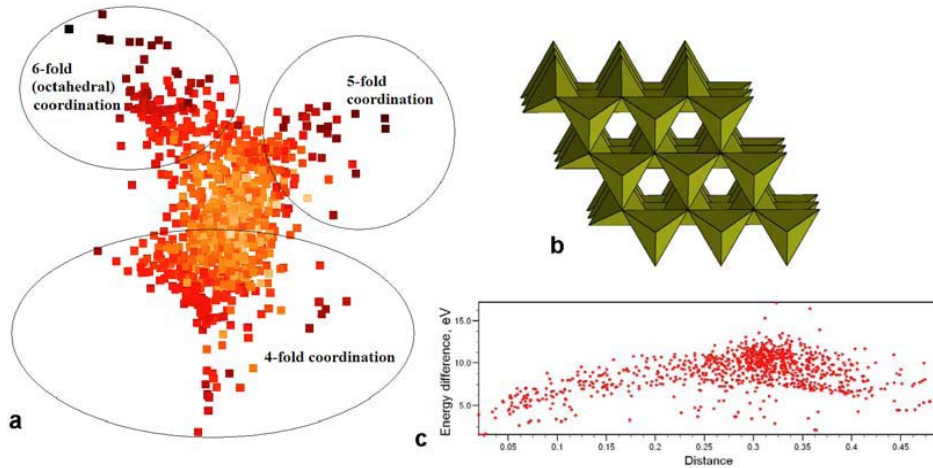 6-fold
(octahedral)
coordination
5-fold
coordination
4-fold coordination
a
b
Energy difference, eV
15.0
10.0
5.0
0.05
0.1
0.15
0.2
0.25
0.3
0.35
0.4
0.45
Distance
c